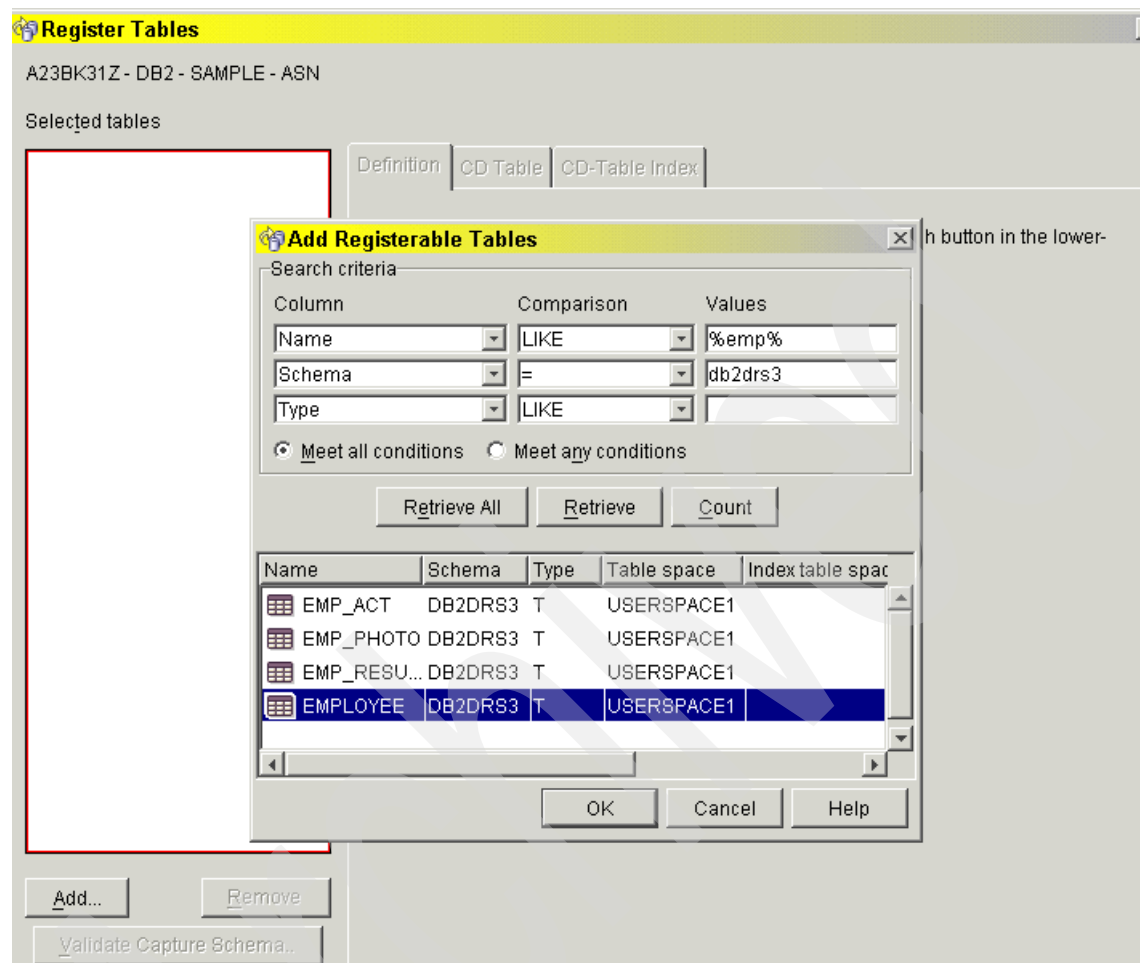 Register Tables
A23BK31Z - DB2 - SAMPLE - ASN
Selected tables
Definition CD Table CD-Table Index
h button in the lower-
Add Registerable Tables
Search criteria
Column Comparison Values
Name LIKE %emp%
Schema = db2drs3
Type LIKE
Meet all conditions Meet any conditions
Retrieve All Retrieve Count
Name Schema Type Table space Index table spac
EMP_ACT DB2DRS3 T USERSPACE1
EMP_PHOTO DB2DRS3 T USERSPACE1
EMP_RESU... DB2DRS3 T USERSPACE1
EMPLOYEE DB2DRS3 T USERSPACE1
OK Cancel Help
Add... Remove
Validate Capture Schema..